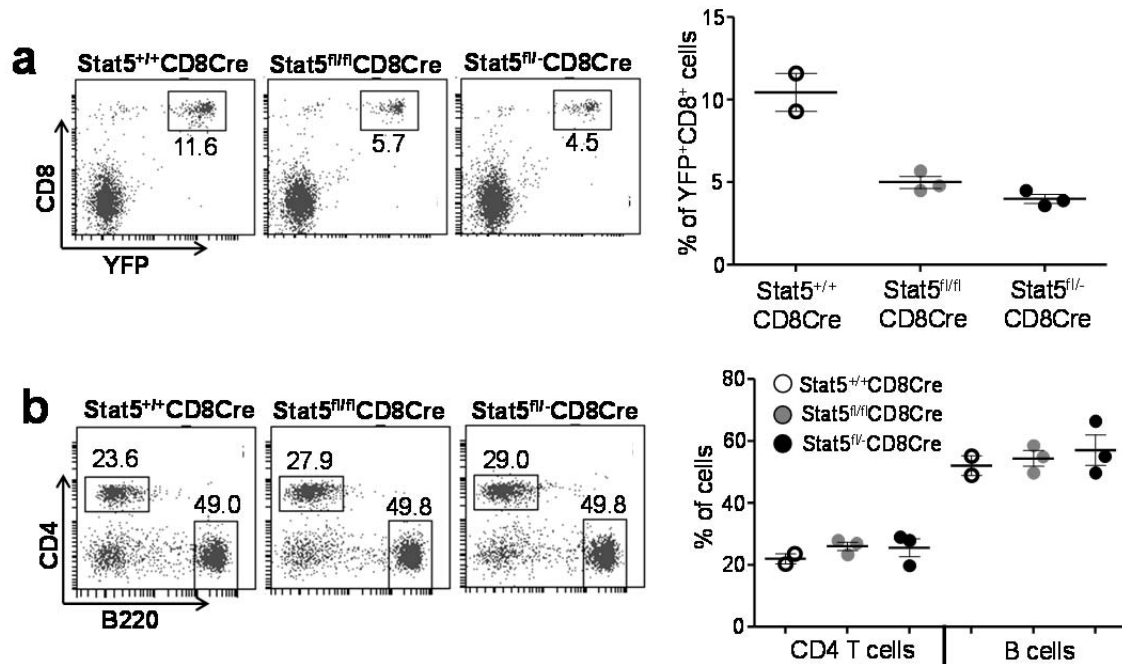 a
Stat5+/+CD8Cre
Stat5fl/flCD8Cre
Stat5fl/-CD8Cre
11.6
5.7
4.5
CD8
YFP
% of YFP+CD8+ cells
15
10
5
0
Stat5+/+
CD8Cre
Stat5fl/fl
CD8Cre
Stat5fl/-
CD8Cre
b
Stat5+/+CD8Cre
Stat5fl/flCD8Cre
Stat5fl/-CD8Cre
23.6
49.0
27.9
49.8
29.0
49.8
CD4
B220
% of cells
80
60
40
20
0
Stat5+/+CD8Cre
Stat5fl/flCD8Cre
Stat5fl/-CD8Cre
CD4 T cells
B cells